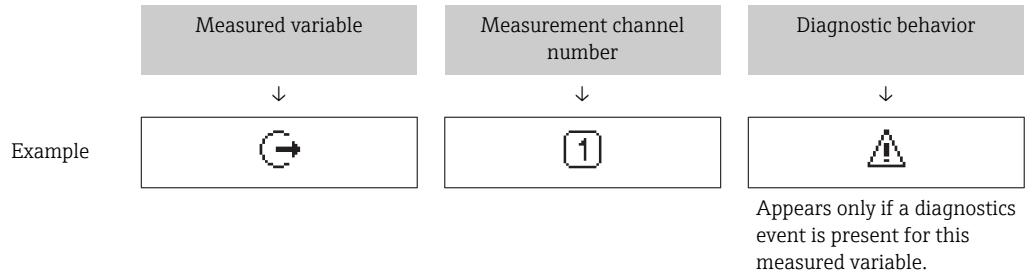 Measured variable
Measurement channel
number
Diagnostic behavior
↓
↓
↓
Example
1
Appears only if a diagnostics
event is present for this
measured variable.